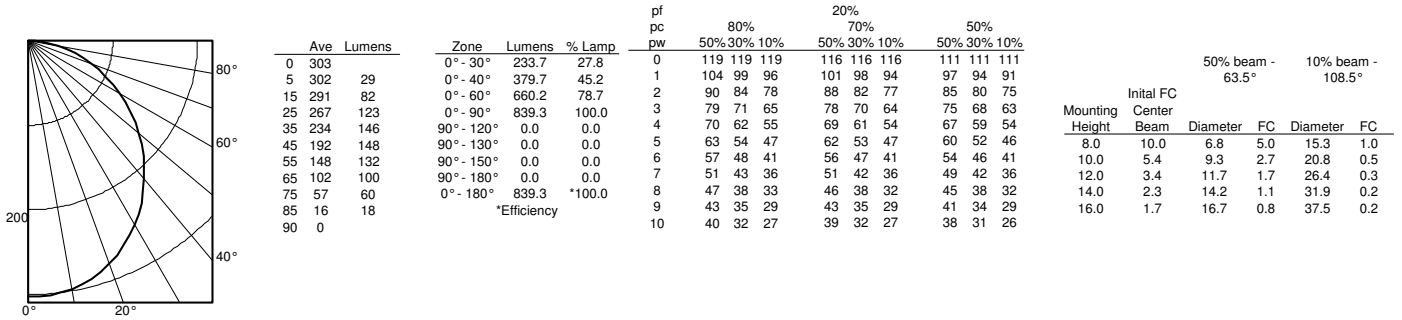 80°
60°
200
40°
0° 20°
Ave Lumens
0 303
5 302 29
15 291 82
25 267 123
35 234 146
45 192 148
55 148 132
65 102 100
75 57 60
85 16 18
90 0
Zone Lumens % Lamp
0° - 30° 233.7 27.8
0° - 40° 379.7 45.2
0° - 60° 660.2 78.7
0° - 90° 839.3 100.0
90° - 120° 0.0 0.0
90° - 130° 0.0 0.0
90° - 150° 0.0 0.0
90° - 180° 0.0 0.0
0° - 180° 839.3 *100.0
*Efficiency
pf 20%
pc 80% 70% 50%
pw 50% 30% 10% 50% 30% 10% 50% 30% 10%
0 119 119 119 116 116 116 111 111 111
1 104 99 96 101 98 94 97 94 91
2 90 84 78 88 82 77 85 80 75
3 79 71 65 78 70 64 75 68 63
4 70 62 55 69 61 54 67 59 54
5 63 54 47 62 53 47 60 52 46
6 57 48 41 56 47 41 54 46 41
7 51 43 36 51 42 36 49 42 36
8 47 38 33 46 38 32 45 38 32
9 43 35 29 43 35 29 41 34 29
10 40 32 27 39 32 27 38 31 26
50% beam - 10% beam -
63.5° 108.5°
Inital FC
Mounting Center
Height Beam Diameter FC Diameter FC
8.0 10.0 6.8 5.0 15.3 1.0
10.0 5.4 9.3 2.7 20.8 0.5
12.0 3.4 11.7 1.7 26.4 0.3
14.0 2.3 14.2 1.1 31.9 0.2
16.0 1.7 16.7 0.8 37.5 0.2